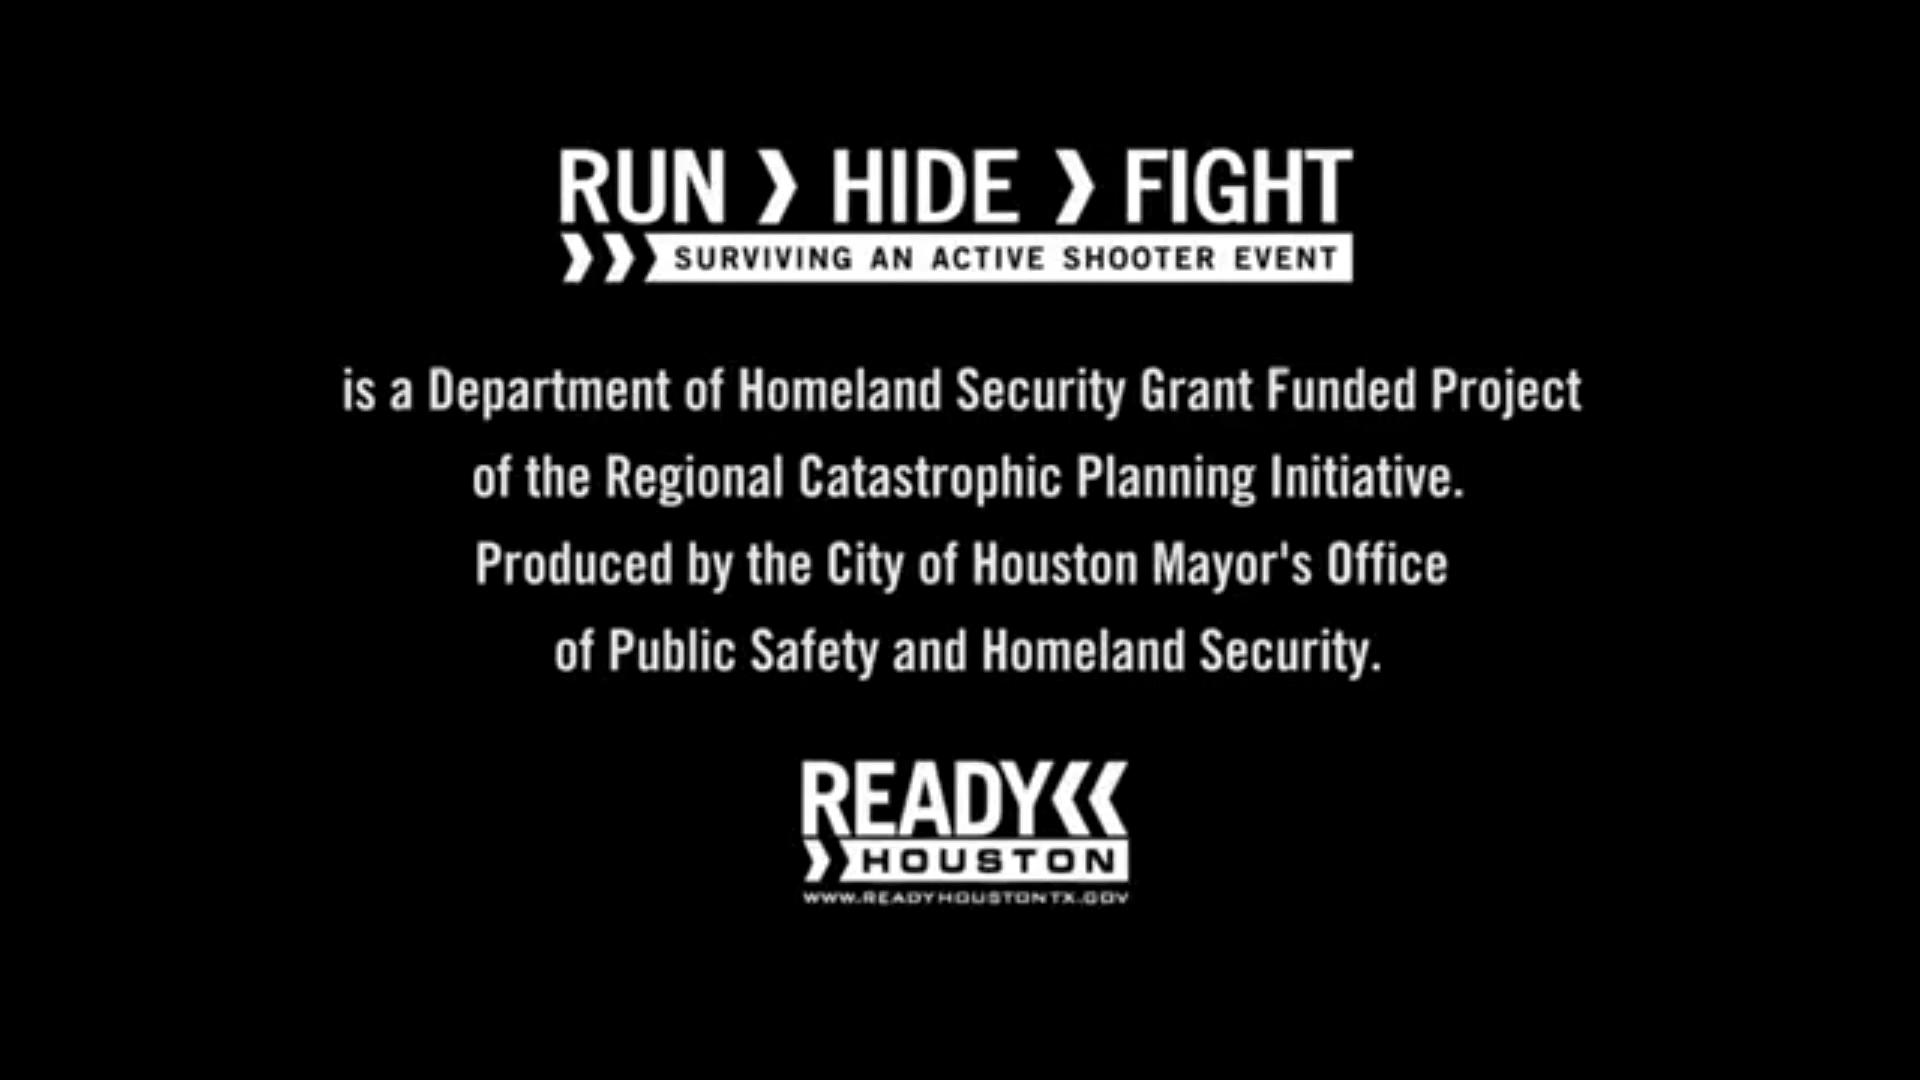 RUN › HIDE › FIGHT
SURVIVING AN ACTIVE SHOOTER EVENT
is a Department of Homeland Security Grant Funded Project
of the Regional Catastrophic Planning Initiative.
Produced by the City of Houston Mayor's Office
of Public Safety and Homeland Security.
READY
HOUSTON
WWW.READYHOUSTONTX.GOV